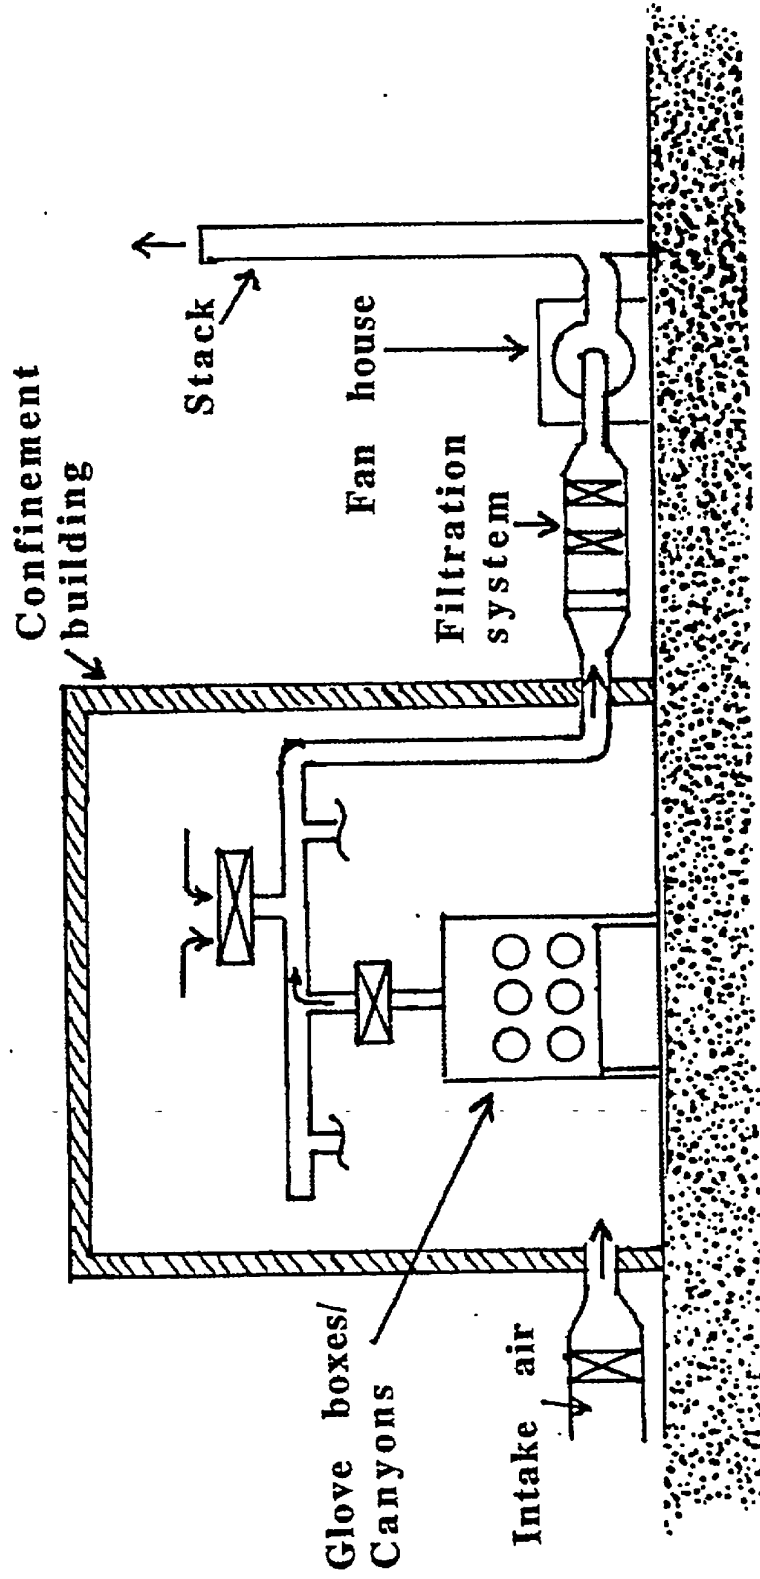 Confinement
building
Stack
Fan house
Filtration
system
Glove boxes/
Canyons
Intake air